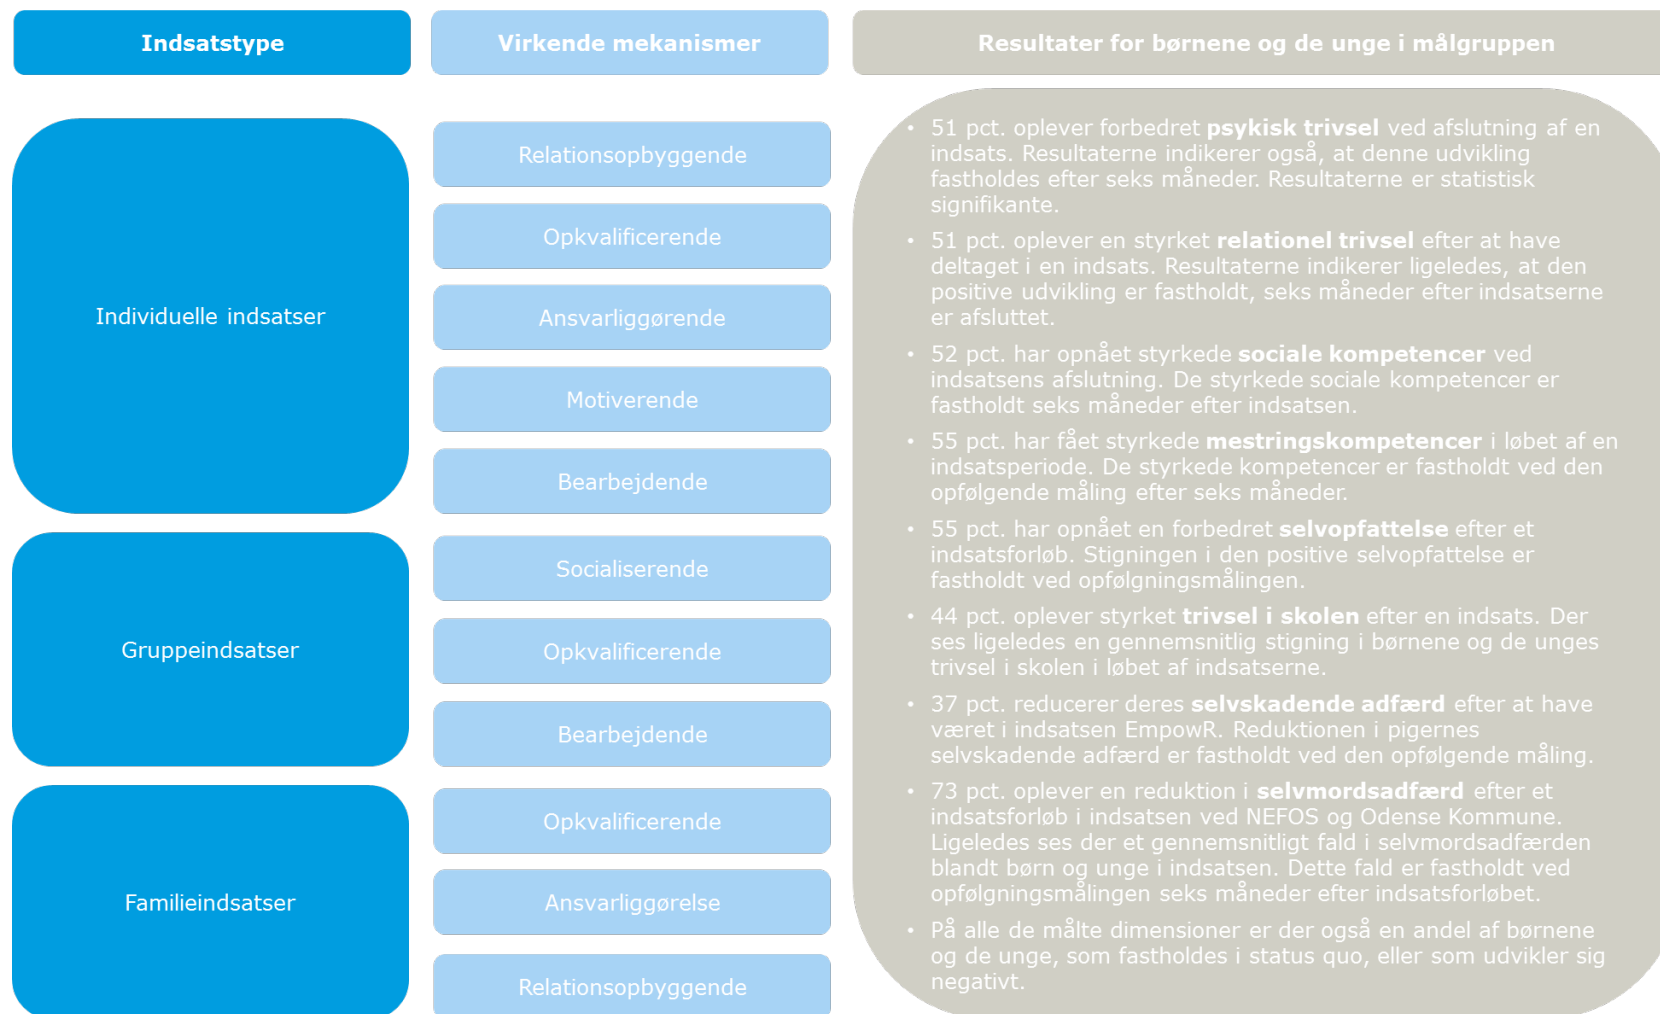 Indsatstype
Virkende mekanismer
Resultater for børnene og de unge i målgruppen
Individuelle indsatser
Relationsopbyggende
Opkvalificerende
Ansvarliggørende
Motiverende
Bearbejdende
Gruppeindsatser
Socialiserende
Opkvalificerende
Bearbejdende
Familieindsatser
Opkvalificerende
Ansvarliggørelse
Relationsopbyggende
• 51 pct. oplever forbedret psykisk trivsel ved afslutning af en
indsats. Resultaterne indikerer også, at denne udvikling
fastholdes efter seks måneder. Resultaterne er statistisk
signifikante.
• 51 pct. oplever en styrket relationel trivsel efter at have
deltaget i en indsats. Resultaterne indikerer ligeledes, at den
positive udvikling er fastholdt, seks måneder efter indsatserne
er afsluttet.
• 52 pct. har opnået styrkede sociale kompetencer ved
indsatsens afslutning. De styrkede sociale kompetencer er
fastholdt seks måneder efter indsatsen.
• 55 pct. har fået styrkede mestringskompetencer i løbet af en
indsatsperiode. De styrkede kompetencer er fastholdt ved den
opfølgende måling efter seks måneder.
• 55 pct. har opnået en forbedret selvopfattelse efter et
indsatsforløb. Stigningen i den positive selvopfattelse er
fastholdt ved opfølgningsmålingen.
• 44 pct. oplever styrket trivsel i skolen efter en indsats. Der
ses ligeledes en gennemsnitlig stigning i børnene og de unges
trivsel i skolen i løbet af indsatserne.
• 37 pct. reducerer deres selvskadende adfærd efter at have
været i indsatsen EmpowR. Reduktionen i pigernes
selvskadende adfærd er fastholdt ved den opfølgende måling.
• 73 pct. oplever en reduktion i selvmordsadfærd efter et
indsatsforløb i indsatsen ved NEFOS og Odense Kommune.
Ligeledes ses der et gennemsnitligt fald i selvmordsadfærden
blandt børn og unge i indsatsen. Dette fald er fastholdt ved
opfølgningsmålingen seks måneder efter indsatsforløbet.
• På alle de målte dimensioner er der også en andel af børnene
og de unge, som fastholdes i status quo, eller som udvikler sig
negativt.